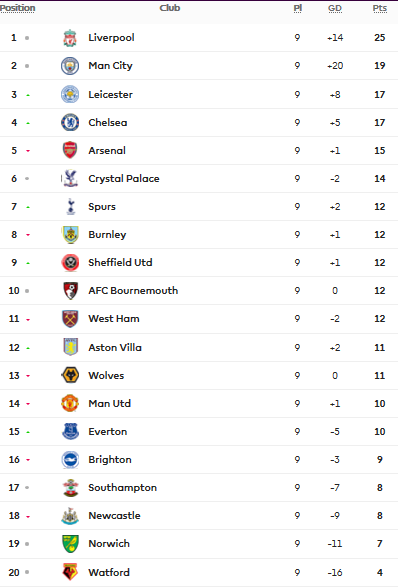 Position Club Pl GD Pts
1 Liverpool 9 +14 25
2 Man City 9 +20 19
3 Leicester 9 +8 17
4 Chelsea 9 +5 17
5 Arsenal 9 +1 15
6 Crystal Palace 9 -2 14
7 Spurs 9 +2 12
8 Burnley 9 +1 12
9 Sheffield Utd 9 +1 12
10 AFC Bournemouth 9 0 12
11 West Ham 9 -2 12
12 Aston Villa 9 +2 11
13 Wolves 9 0 11
14 Man Utd 9 +1 10
15 Everton 9 -5 10
16 Brighton 9 -3 9
17 Southampton 9 -7 8
18 Newcastle 9 -9 8
19 Norwich 9 -11 7
20 Watford 9 -16 4